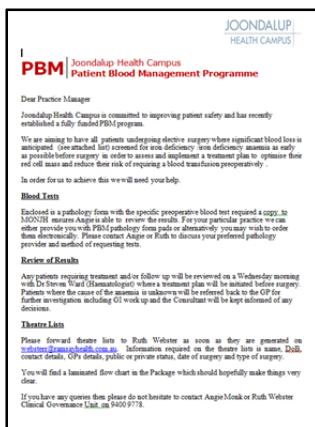 JOONDALUP
HEALTH CAMPUS
PBM Joondalup Health Campus
Patient Blood Management Programme
Dear Practice Manager
Joondalup Health Campus is committed to improving patient safety and has recently
established a fully funded PBM program.
We are aiming to have all patients undergoing elective surgery where significant blood loss is
anticipated (see attached list) screened for iron deficiency /iron deficiency anaemia as early
as possible before surgery in order to assess and implement a treatment plan to optimise their
red cell mass and reduce their risk of requiring a blood transfusion preoperatively .
In order for us to achieve this we will need your help.
Blood Tests
Enclosed is a pathology form with the specific preoperative blood test required a copy to
MONJH ensures Angie is able to review the results. For your particular practice we can
either provide you with PBM pathology form pads or alternatively you may wish to order
them electronically. Please contact Angie or Ruth to discuss your preferred pathology
provider and method of requesting tests.
Review of Results
Any patients requiring treatment and/or follow up will be reviewed on a Wednesday morning
with Dr Steven Ward (Haematologist) where a treatment plan will be initiated before surgery.
Patients where the cause of the anaemia is unknown will be referred back to the GP for
further investigation including GI work up and the Consultant will be kept informed of any
decisions.
Theatre Lists
Please forward theatre lists to Ruth Webster as soon as they are generated on
websterr@ramsayhealth.com.au. Information required on the theatre lists is name, DoB,
contact details, GPs details, public or private status, date of surgery and type of surgery.
You will find a laminated flow chart in the Package which should hopefully make things very
clear.
If you have any queries then please do not hesitate to contact Angie Monk or Ruth Webster
Clinical Governance Unit on 9400 9778.